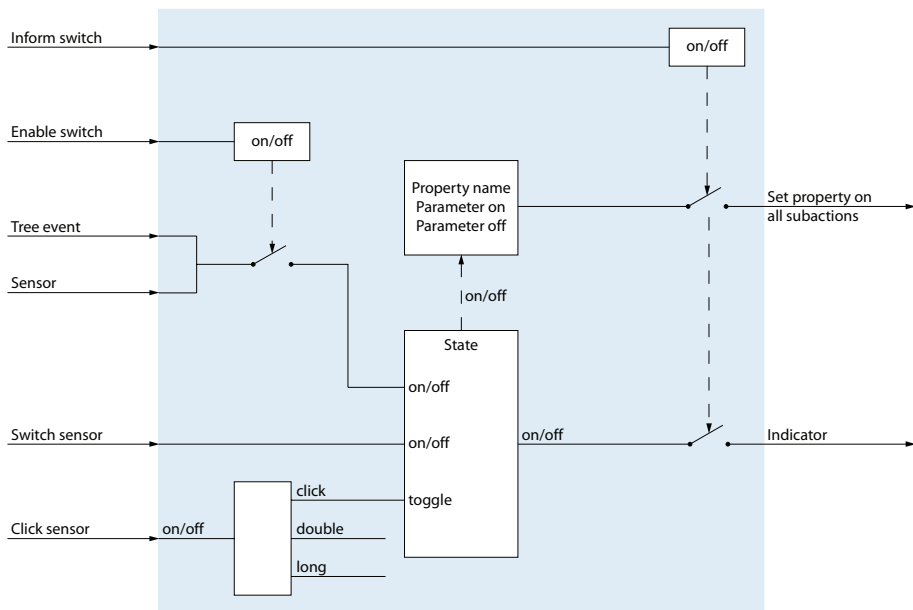 Inform switch
on/off
Enable switch
on/off
Property name
Parameter on
Parameter off
Set property on
all subactions
Tree event
Sensor
on/off
State
on/off
Switch sensor
on/off
on/off
Indicator
click
toggle
Click sensor
on/off
double
long